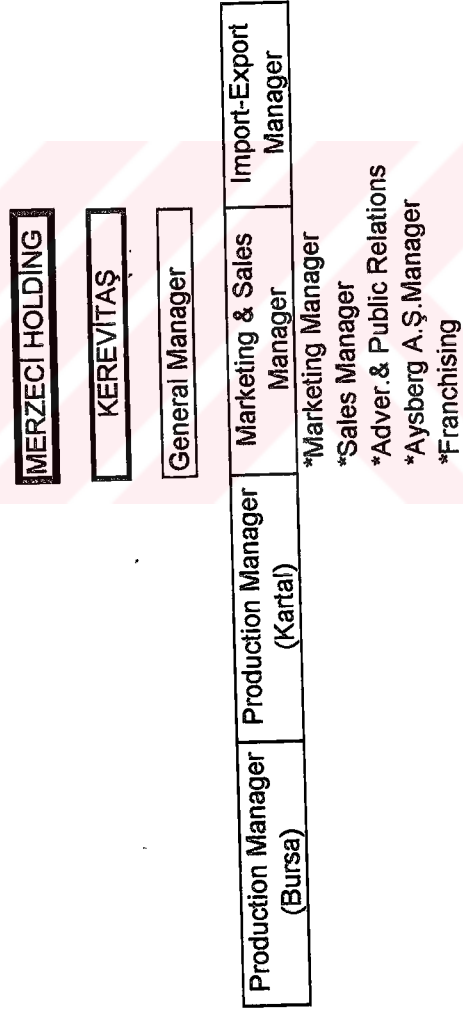 MERZECİ HOLDİNG
KEREVİTAŞ
General Manager
Production Manager
(Bursa)
Production Manager
(Kartal)
Marketing & Sales
Manager
Import-Export
Manager
*Marketing Manager
*Sales Manager
*Adver.& Public Relations
*Aysberg A.Ş.Manager
*Franchising